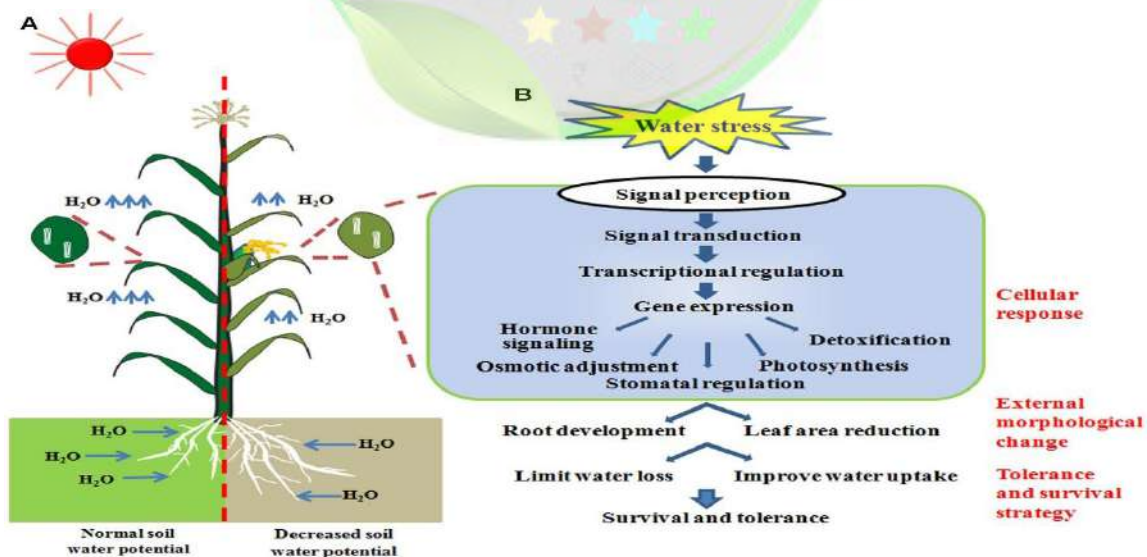 A
B
Water stress
Signal perception
Signal transduction
Transcriptional regulation
Gene expression
Hormone
signaling
Detoxification
Osmotic adjustment
Photosynthesis
Stomatal regulation
Cellular
response
Root development
Leaf area reduction
External
morphological
change
Limit water loss
Improve water uptake
Tolerance
and survival
strategy
Survival and tolerance
H₂O
H₂O
H₂O
H₂O
H₂O
H₂O
H₂O
H₂O
H₂O
Normal soil
water potential
Decreased soil
water potential